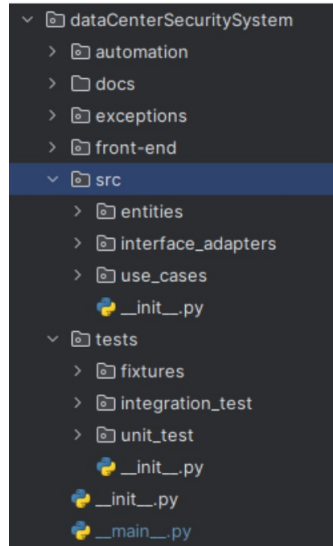 dataCenterSecuritySystem
automation
docs
exceptions
front-end
src
entities
interface_adapters
use_cases
__init__.py
tests
fixtures
integration_test
unit_test
__init__.py
__init__.py
__main__.py